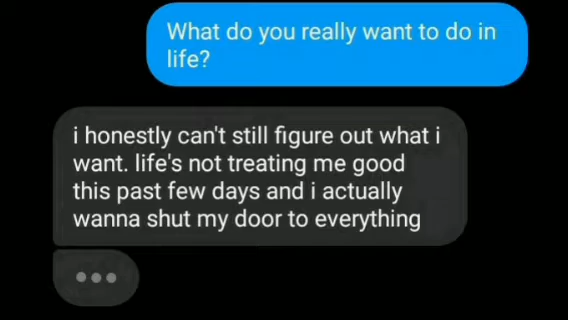 What do you really want to do in
life?
i honestly can't still figure out what i
want. life's not treating me good
this past few days and i actually
wanna shut my door to everything